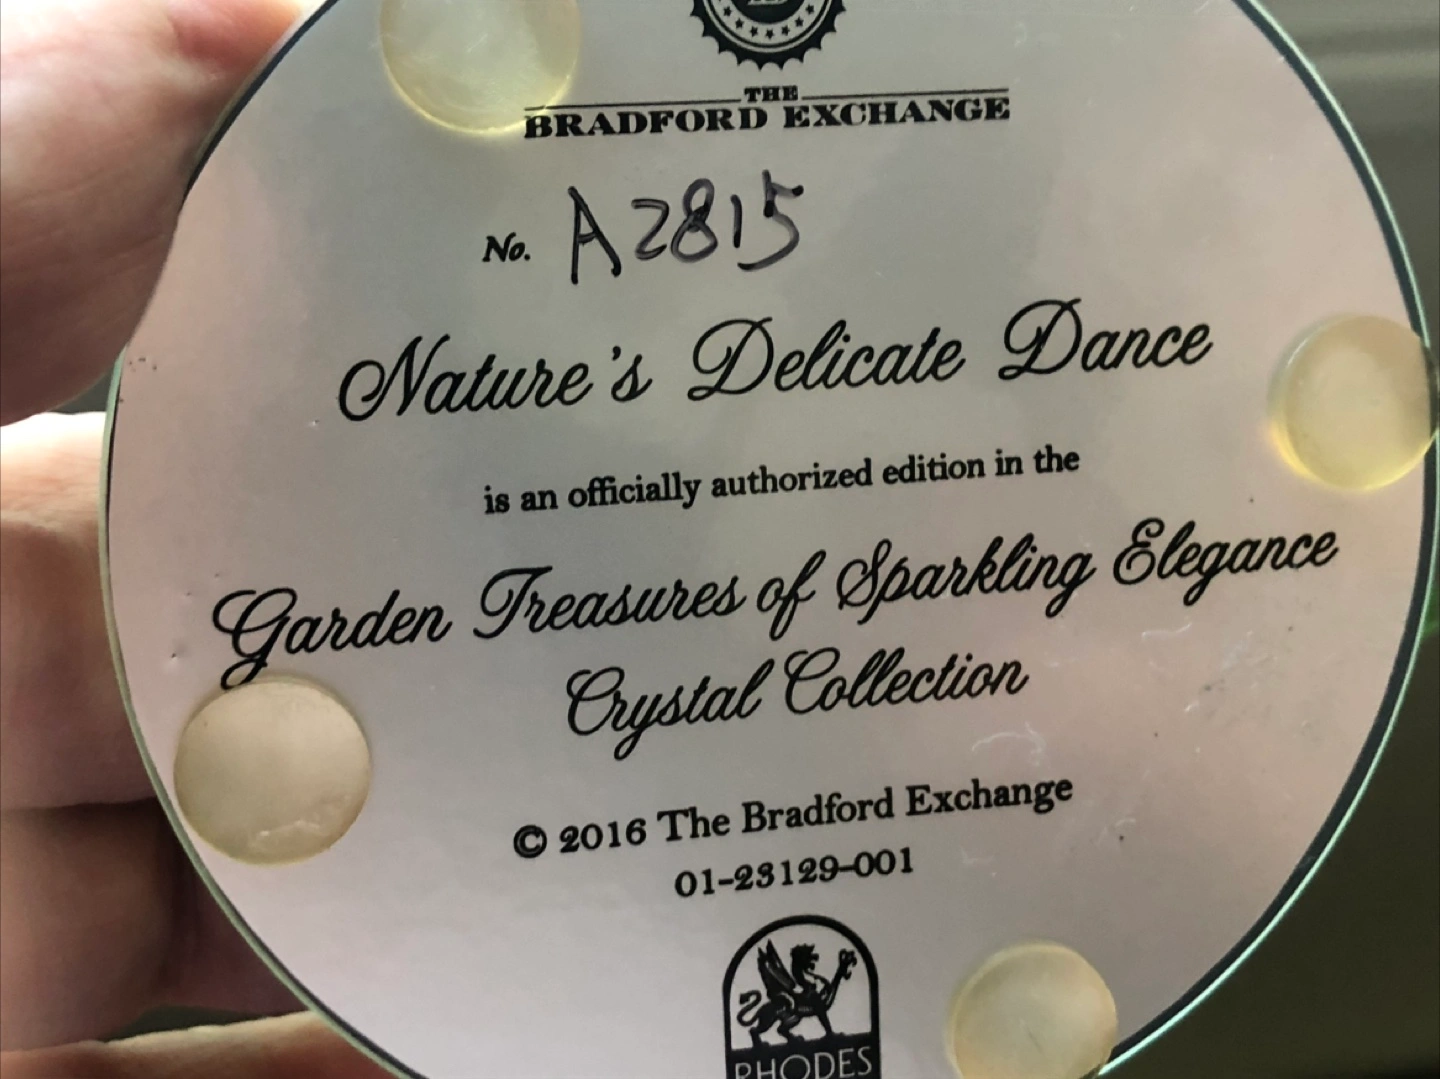 THE
BRADFORD EXCHANGE
No. A2815
Nature's Delicate Dance
is an officially authorized edition in the
Garden Treasures of Sparkling Elegance
Crystal Collection
© 2016 The Bradford Exchange
01-23129-001
RHODES